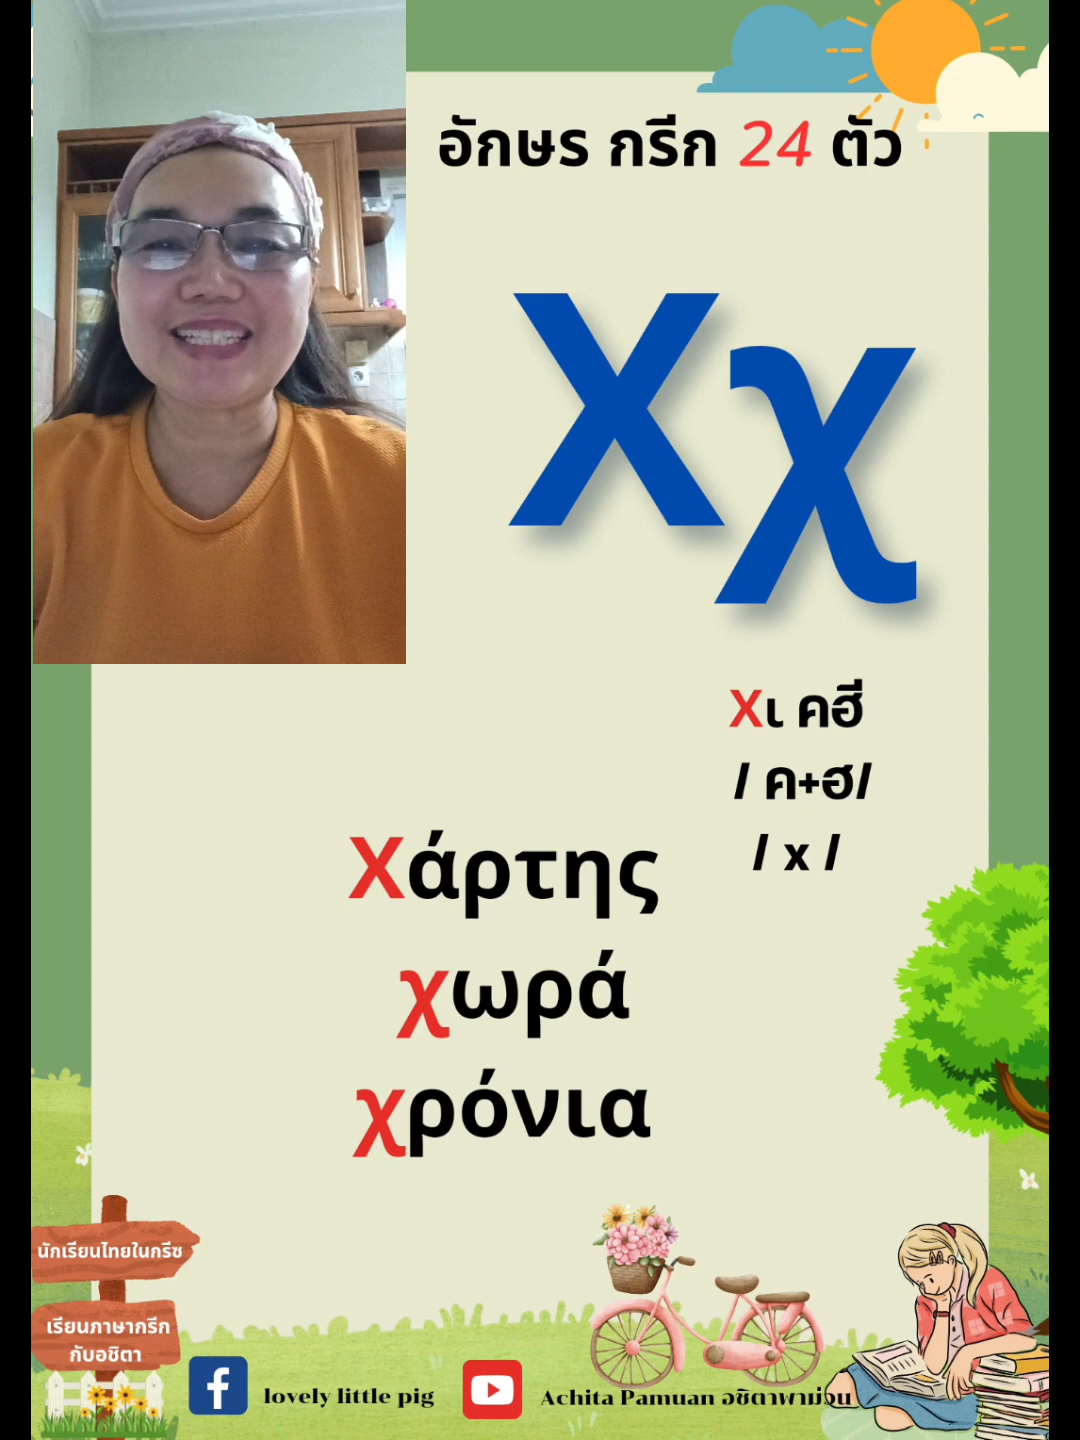 อักษร กรีก 24 ตัว
Χχ
Χι คฮี
/ ค+ฮ/
/ x /
Χάρτης
χωρά
χρόνια
นักเรียนไทยในกรีซ
เรียนภาษากรีก
กับอชิตา
lovely little pig
Achita Pamuan อชิตาพาม่วน